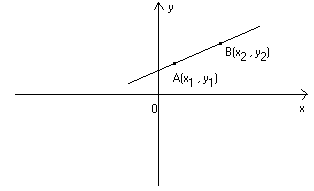 y
B(x₂ , y₂)
A(x₁ , y₁)
0
x